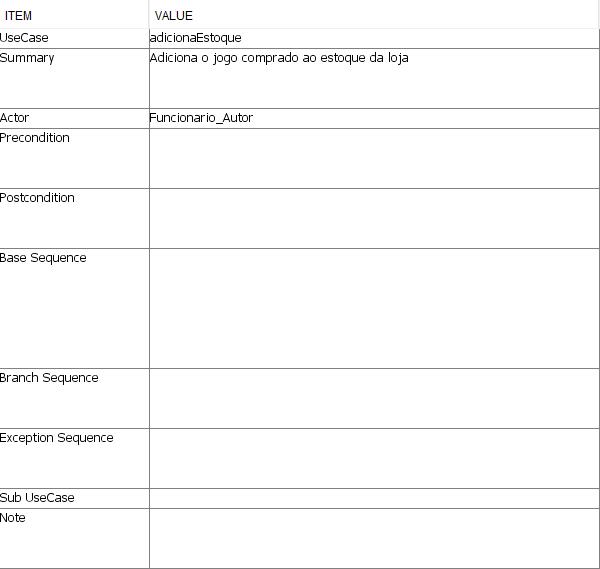 ITEM VALUE
UseCase adicionaEstoque
Summary Adiciona o jogo comprado ao estoque da loja
Actor Funcionario_Autor
Precondition
Postcondition
Base Sequence
Branch Sequence
Exception Sequence
Sub UseCase
Note